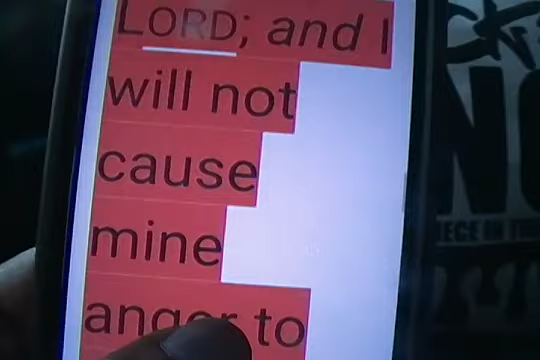 LORD; and I
will not
cause
mine
anger to